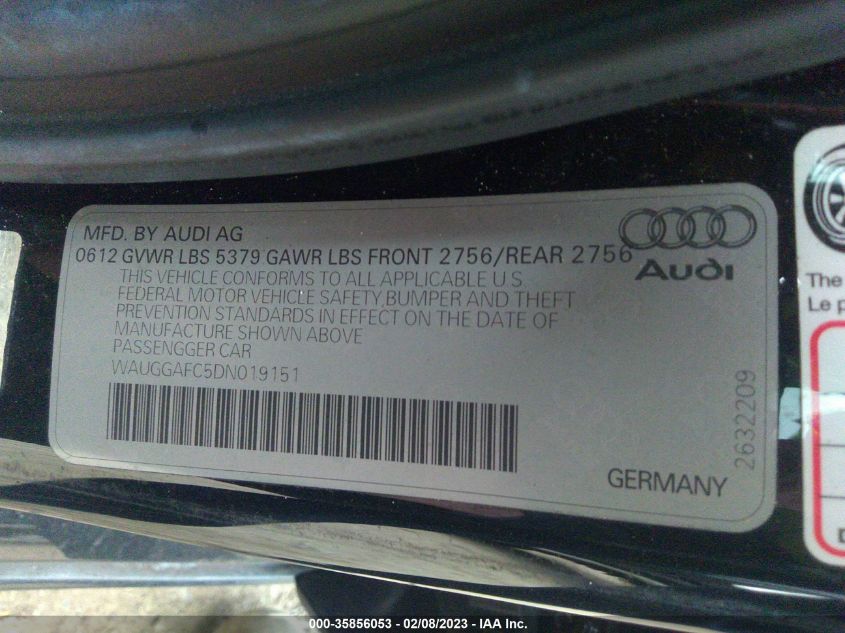 MFD. BY AUDI AG
0612 GVWR LBS 5379 GAWR LBS FRONT 2756/REAR 2756
THIS VEHICLE CONFORMS TO ALL APPLICABLE U.S.
FEDERAL MOTOR VEHICLE SAFETY, BUMPER AND THEFT
PREVENTION STANDARDS IN EFFECT ON THE DATE OF
MANUFACTURE SHOWN ABOVE
PASSENGGER CAR
WAUGGAFC5DN019151
Audi
2632209
GERMANY
The
Le p
D
000-35856053 - 02/08/2023 - IAA Inc.